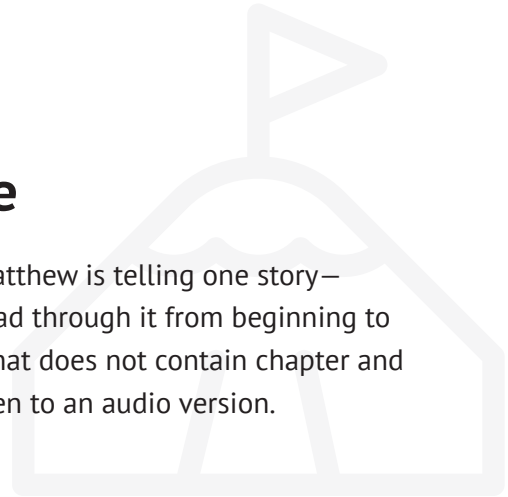 e
atthew is telling one story—
ad through it from beginning to
hat does not contain chapter and
en to an audio version.